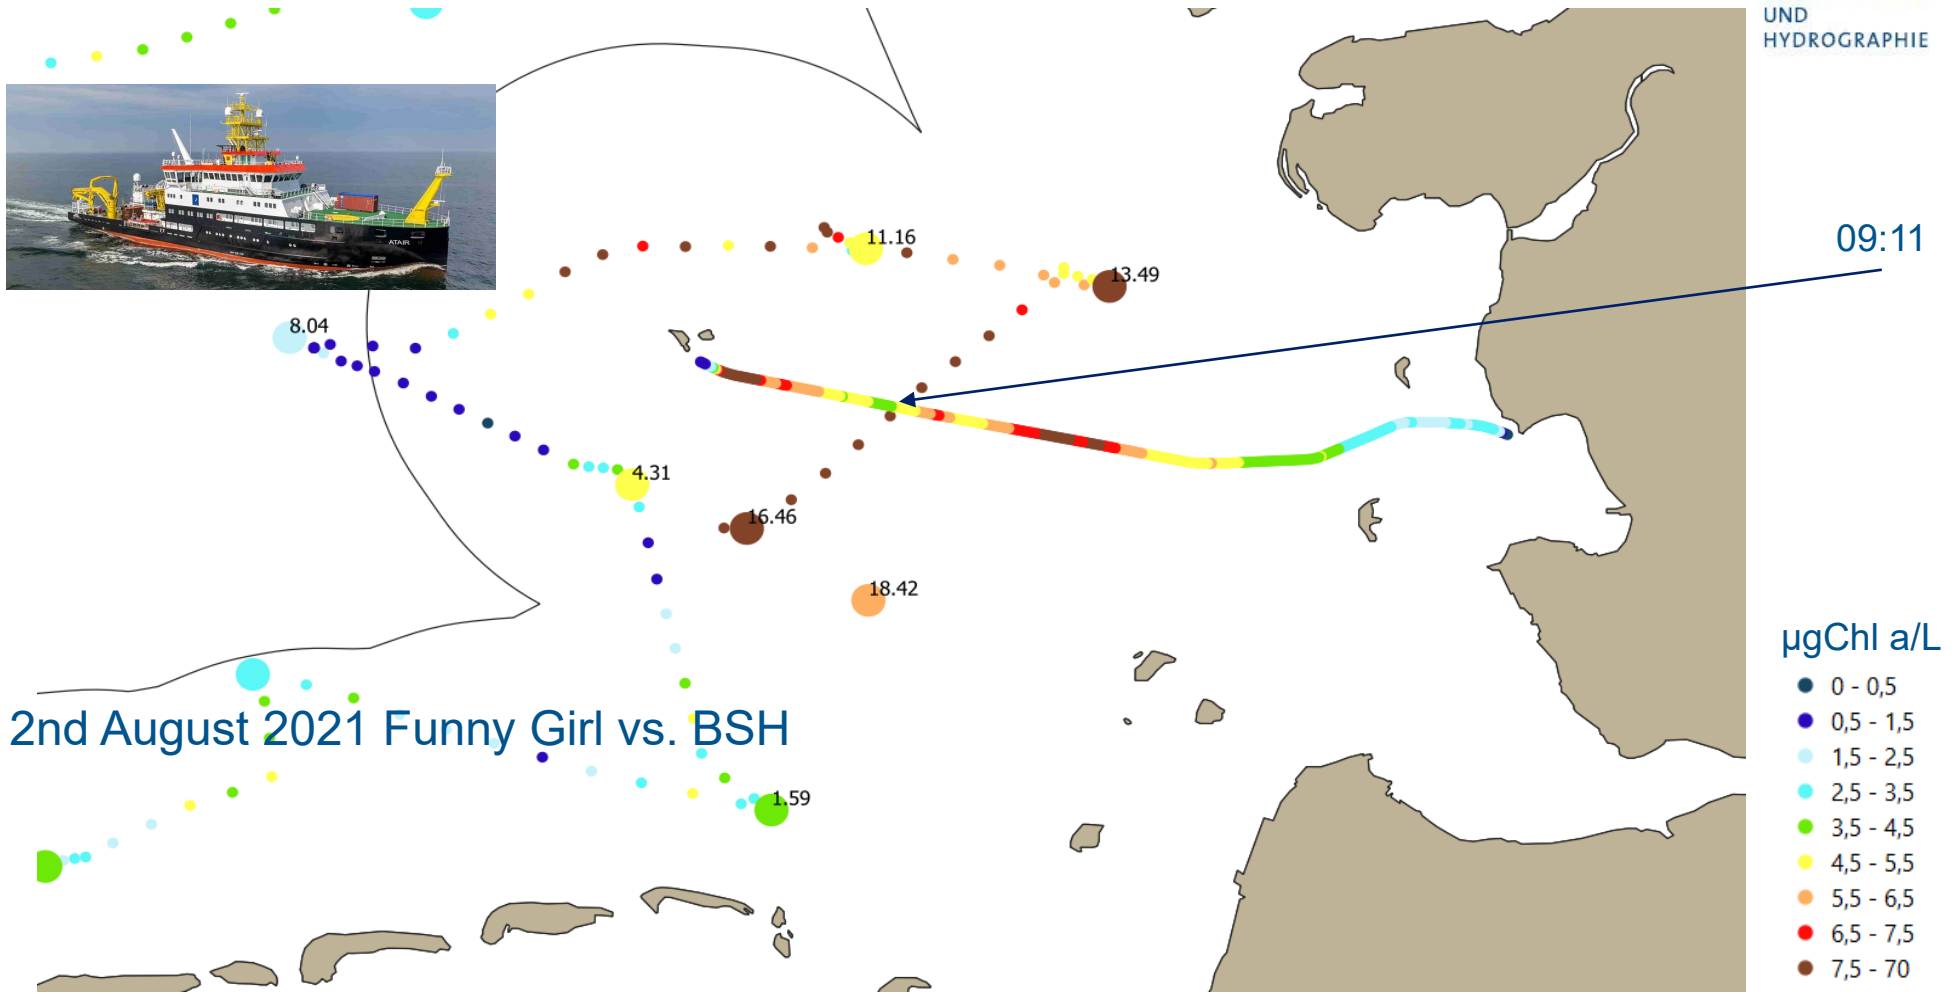 UND
HYDROGRAPHIE
ATAIR
11.16
09:11
13.49
8.04
4.31
16.46
18.42
µgChl a/L
0 - 0,5
2nd August 2021 Funny Girl vs. BSH
0,5 - 1,5
1,5 - 2,5
2,5 - 3,5
1.59
3,5 - 4,5
4,5 - 5,5
5,5 - 6,5
6,5 - 7,5
7,5 - 70